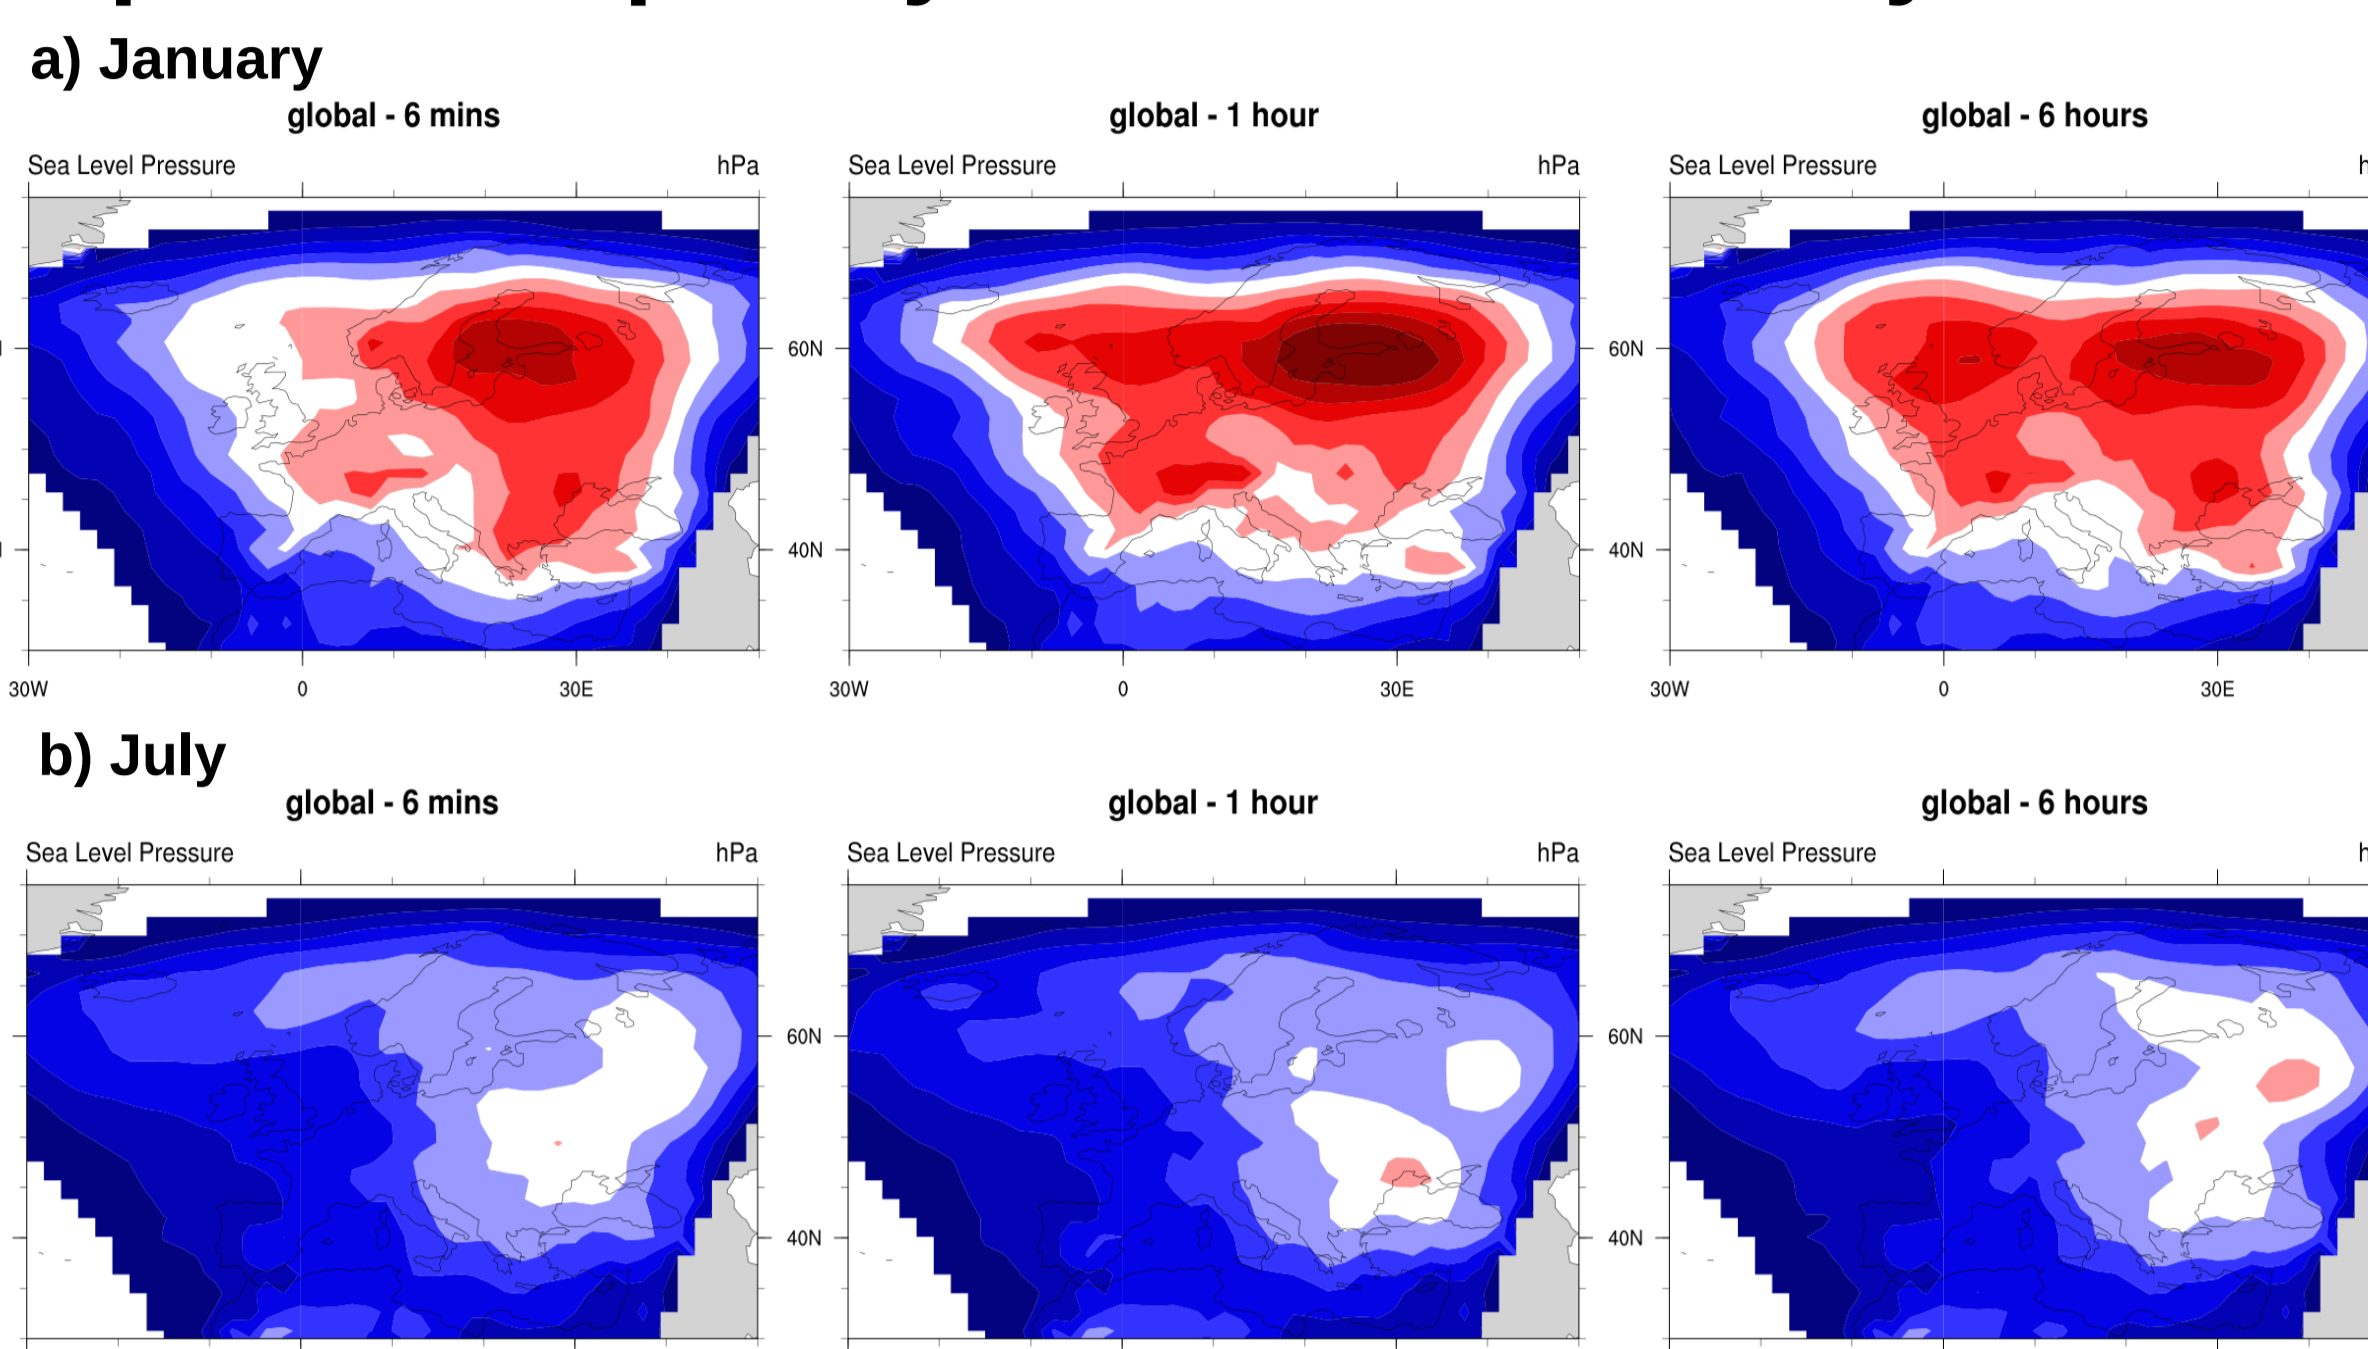 a) January
global - 6 mins
global - 1 hour
global - 6 hours
Sea Level Pressure hPa
Sea Level Pressure hPa
Sea Level Pressure
60N
60N
40N
40N
30W 0 30E
30W 0 30E
30W 0 30E
b) July
global - 6 mins
global - 1 hour
global - 6 hours
Sea Level Pressure hPa
Sea Level Pressure hPa
Sea Level Pressure
60N
60N
40N
40N